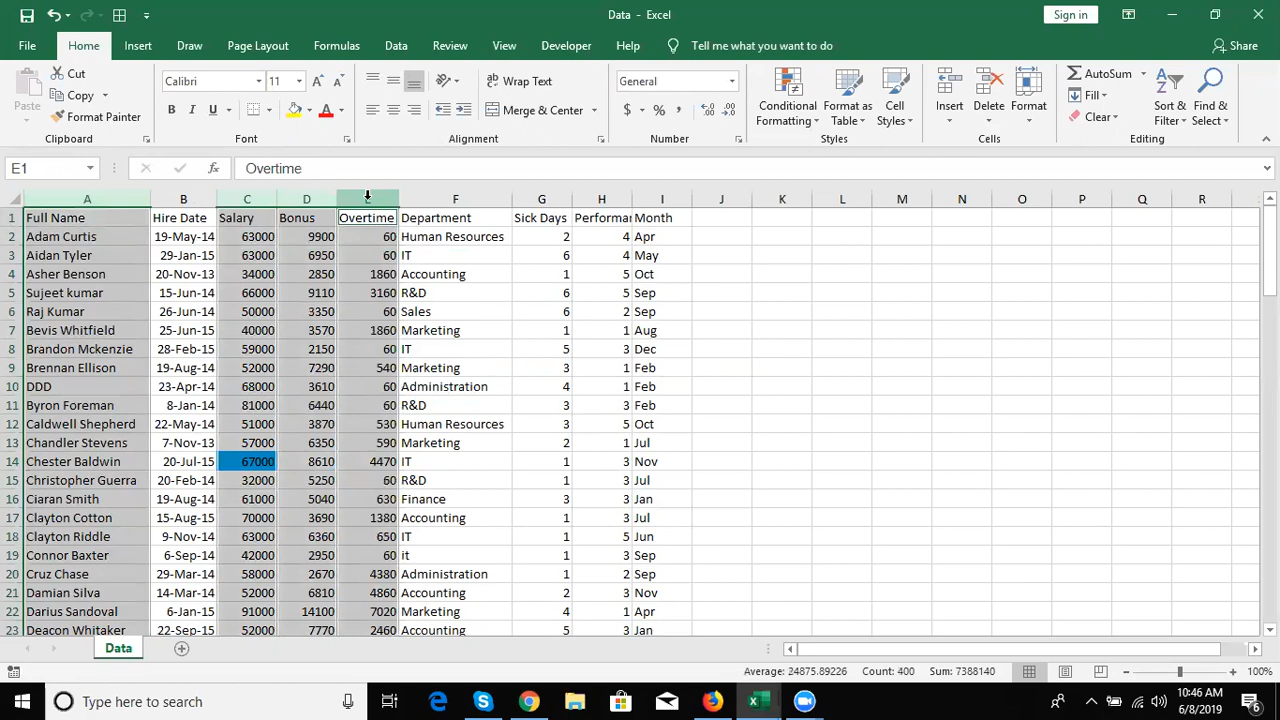 Data - Excel
Sign in
File Home Insert Draw Page Layout Formulas Data Review View Developer Help Tell me what you want to do Share
Paste Cut Copy Format Painter
Calibri 11 A A B I U A
ab Wrap Text Merge & Center
General $ % ,
Conditional Formatting Format as Table Cell Styles
Insert Delete Format
AutoSum Fill Clear Sort & Filter Find & Select
Clipboard Font Alignment Number Styles Cells Editing
E1 fx Overtime
A B C D F G H I J K L M N O P Q R
1 Full Name Hire Date Salary Bonus Overtime Department Sick Days Performar Month
2 Adam Curtis 19-May-14 63000 9900 60 Human Resources 2 4 Apr
3 Aidan Tyler 29-Jan-15 63000 6950 60 IT 6 4 May
4 Asher Benson 20-Nov-13 34000 2850 1860 Accounting 1 5 Oct
5 Sujeet kumar 15-Jun-14 66000 9110 3160 R&D 6 5 Sep
6 Raj Kumar 26-Jun-14 50000 3350 60 Sales 6 2 Sep
7 Bevis Whitfield 25-Jun-15 40000 3570 1860 Marketing 1 1 Aug
8 Brandon Mckenzie 28-Feb-15 59000 2150 60 IT 5 3 Dec
9 Brennan Ellison 19-Aug-14 52000 7290 540 Marketing 3 1 Feb
10 DDD 23-Apr-14 68000 3610 60 Administration 4 1 Feb
11 Byron Foreman 8-Jan-14 81000 6440 60 R&D 3 3 Feb
12 Caldwell Shepherd 22-May-14 51000 3870 530 Human Resources 3 5 Oct
13 Chandler Stevens 7-Nov-13 57000 6350 590 Marketing 2 1 Jul
14 Chester Baldwin 20-Jul-15 67000 8610 4470 IT 1 3 Nov
15 Christopher Guerra 20-Feb-14 32000 5250 60 R&D 1 3 Jul
16 Ciaran Smith 19-Aug-14 61000 5040 630 Finance 3 3 Jan
17 Clayton Cotton 15-Aug-15 70000 3690 1380 Accounting 1 3 Jul
18 Clayton Riddle 9-Nov-14 63000 6360 650 IT 1 5 Jun
19 Connor Baxter 6-Sep-14 42000 2950 60 it 1 3 Sep
20 Cruz Chase 29-Mar-14 58000 2670 4380 Administration 1 2 Sep
21 Damian Silva 14-Mar-14 52000 6810 4860 Accounting 2 3 Nov
22 Darius Sandoval 6-Jan-15 91000 14100 7020 Marketing 4 1 Apr
23 Deacon Whitaker 22-Sep-15 52000 7770 2460 Accounting 5 3 Jan
Data
Average: 24875.89226 Count: 400 Sum: 7388140 100%
Type here to search
10:46 AM
6/8/2019
6